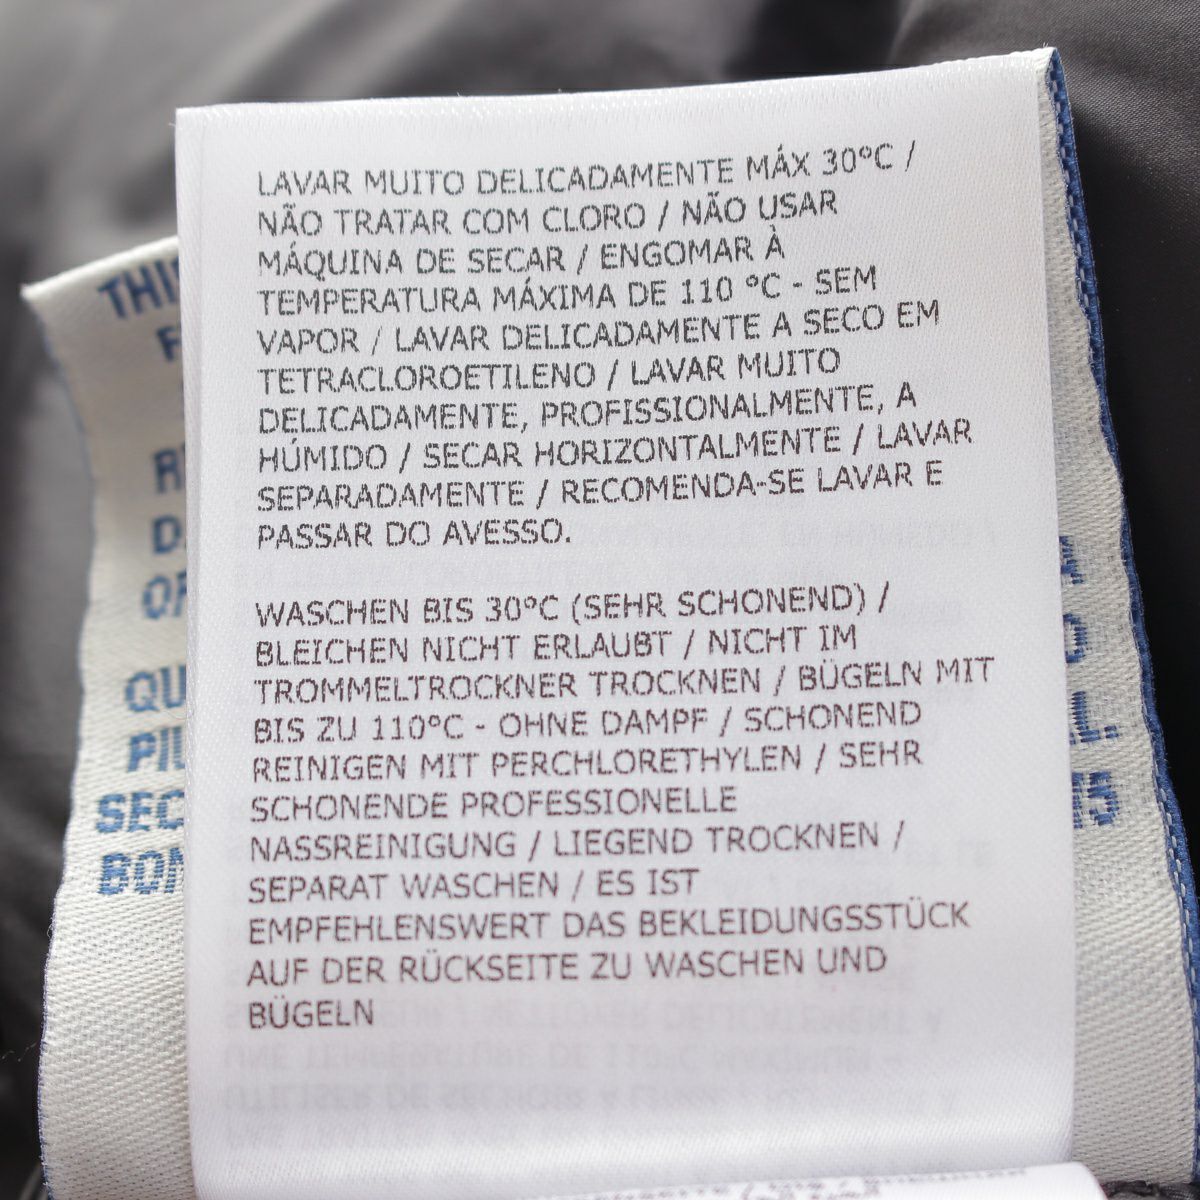 LAVAR MUITO DELICADAMENTE MÁX 30°C /
NÃO TRATAR COM CLORO / NÃO USAR
MÁQUINA DE SECAR / ENGOMAR À
TEMPERATURA MÁXIMA DE 110 °C - SEM
VAPOR / LAVAR DELICADAMENTE A SECO EM
TETRACLOROETILENO / LAVAR MUITO
DELICADAMENTE, PROFISSIONALMENTE, A
HÚMIDO / SECAR HORIZONTALMENTE / LAVAR
SEPARADAMENTE / RECOMENDA-SE LAVAR E
PASSAR DO AVESSO.
WASCHEN BIS 30°C (SEHR SCHONEND) /
BLEICHEN NICHT ERLAUBT / NICHT IM
TROMMELTROCKNER TROCKNEN / BÜGELN MIT
BIS ZU 110°C - OHNE DAMPF / SCHONEND
REINIGEN MIT PERCHLORETHYLEN / SEHR
SCHONENDE PROFESSIONELLE
NASSREINIGUNG / LIEGEND TROCKNEN /
SEPARAT WASCHEN / ES IST
EMPFEHLENSWERT DAS BEKLEIDUNGSSTÜCK
AUF DER RÜCKSEITE ZU WASCHEN UND
BÜGELN